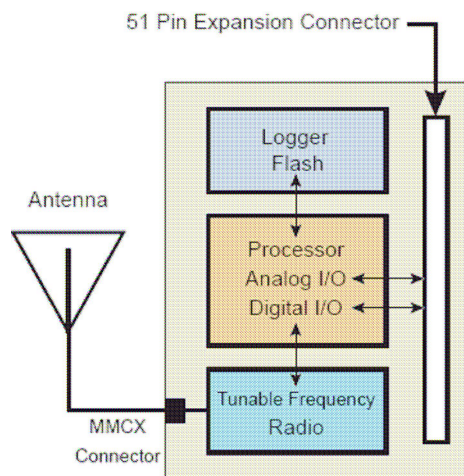 51 Pin Expansion Connector
Logger
Flash
Antenna
Processor
Analog I/O
Digital I/O
Tunable Frequency
Radio
MMCX
Connector